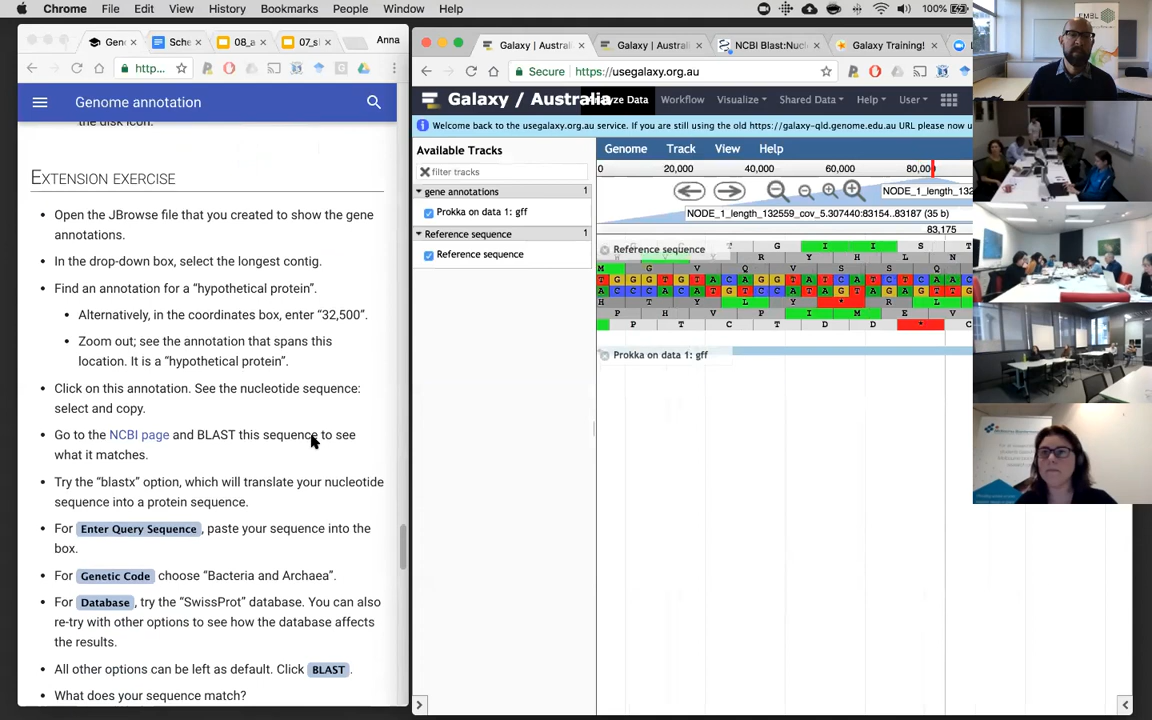 Chrome File Edit View History Bookmarks People Window Help 100%
Gen Sche 08_a 07_sl Anna
http...
Genome annotation
the disk icon.
EXTENSION EXERCISE
Open the JBrowse file that you created to show the gene
annotations.
In the drop-down box, select the longest contig.
Find an annotation for a “hypothetical protein”.
Alternatively, in the coordinates box, enter “32,500”.
Zoom out; see the annotation that spans this
location. It is a “hypothetical protein”.
Click on this annotation. See the nucleotide sequence:
select and copy.
Go to the NCBI page and BLAST this sequence to see
what it matches.
Try the “blastx” option, which will translate your nucleotide
sequence into a protein sequence.
For Enter Query Sequence, paste your sequence into the
box.
For Genetic Code choose “Bacteria and Archaea”.
For Database, try the “SwissProt” database. You can also
re-try with other options to see how the database affects
the results.
All other options can be left as default. Click BLAST.
What does your sequence match?
Galaxy | Austral Galaxy | Austral NCBI Blast:Nucl Galaxy Training!
Secure https://usegalaxy.org.au
Galaxy / Australia Analyze Data Workflow Visualize Shared Data Help User
Welcome back to the usegalaxy.org.au service. If you are still using the old https://galaxy-qld.genome.edu.au URL please now u
Available Tracks
filter tracks
gene annotations 1
Prokka on data 1: gff
Reference sequence 1
Reference sequence
Genome Track View Help
0 20,000 40,000 60,000 80,000
NODE_1_length_132
NODE_1_length_132559_cov_5.307440:83154..83187 (35 b)
83,175
Reference sequence
T G I I S T
R Y H L N
M G V Q V S S Q
T G G G T G T A C A G G T A T C A T C T C A A C
A C C C A C A T G T C C A T A G T A G A G T T G
H T Y L Y * R L
P H V P I M E V
P T C T D D * C
Prokka on data 1: gff
EMBL